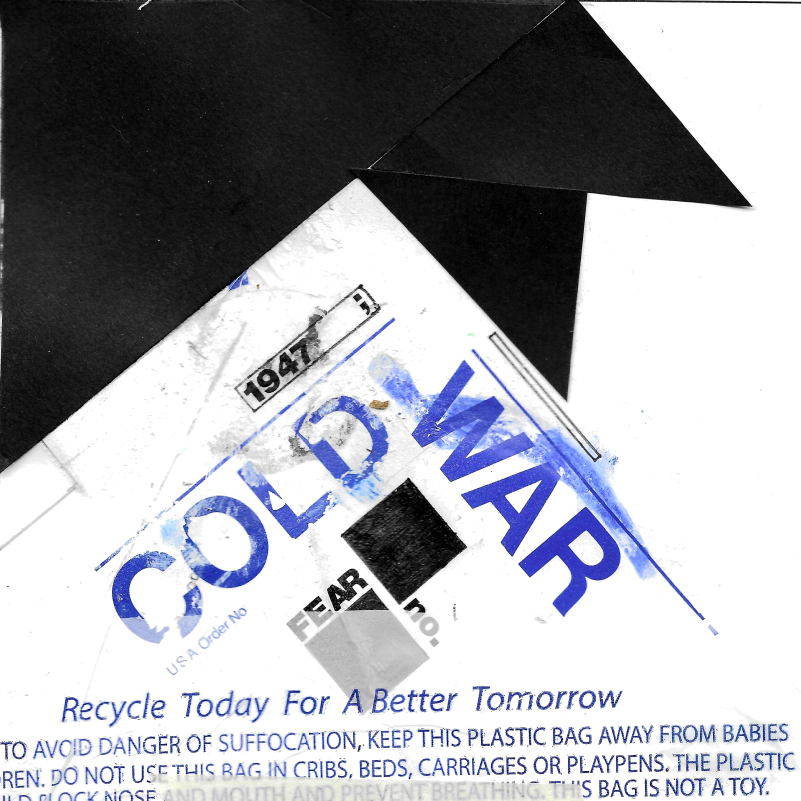 1947
COLD WAR
FEAR
no.
U S A Order No
Recycle Today For A Better Tomorrow
TO AVOID DANGER OF SUFFOCATION, KEEP THIS PLASTIC BAG AWAY FROM BABIES
REN. DO NOT USE THIS BAG IN CRIBS, BEDS, CARRIAGES OR PLAYPENS. THE PLASTIC
LD BLOCK NOSE AND MOUTH AND PREVENT BREATHING. THIS BAG IS NOT A TOY.